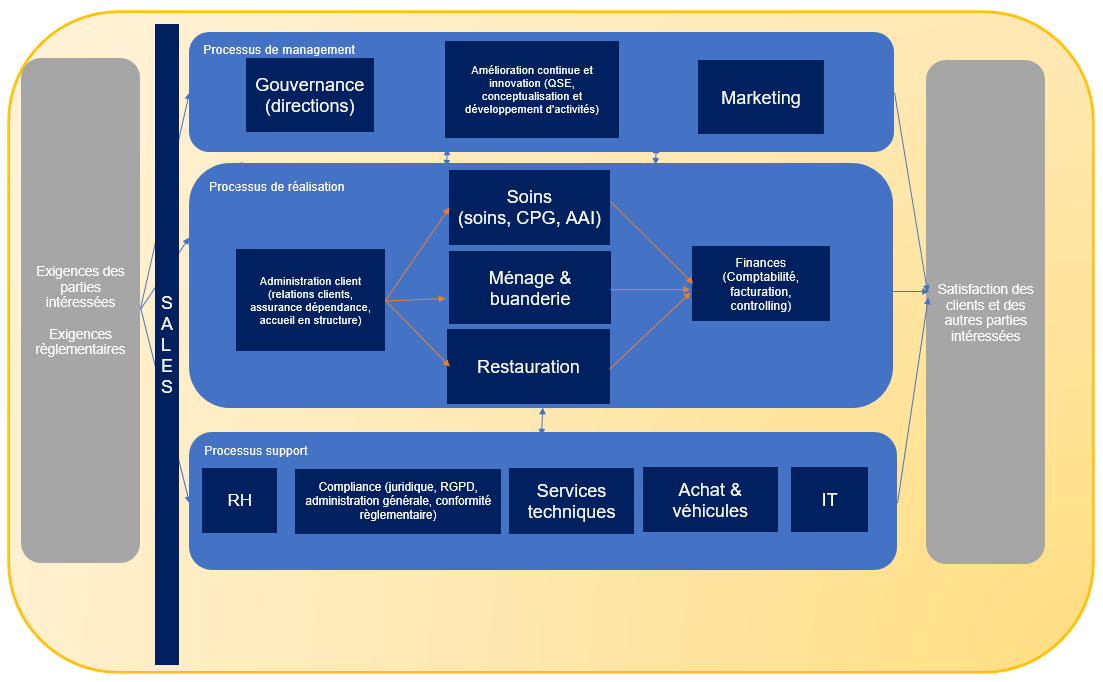 Exigences des
parties
intéressées
Exigences
règlementaires
S
A
L
E
S
Processus de management
Gouvernance
(directions)
Amélioration continue et
innovation (QSE,
conceptualisation et
développement d'activités)
Marketing
Processus de réalisation
Administration client
(relations clients,
assurance dépendance,
accueil en structure)
Soins
(soins, CPG, AAI)
Ménage &
buanderie
Restauration
Finances
(Comptabilité,
facturation,
controlling)
Processus support
RH
Compliance (juridique, RGPD,
administration générale, conformité
règlementaire)
Services
techniques
Achat &
véhicules
IT
Satisfaction des
clients et des
autres parties
intéressées